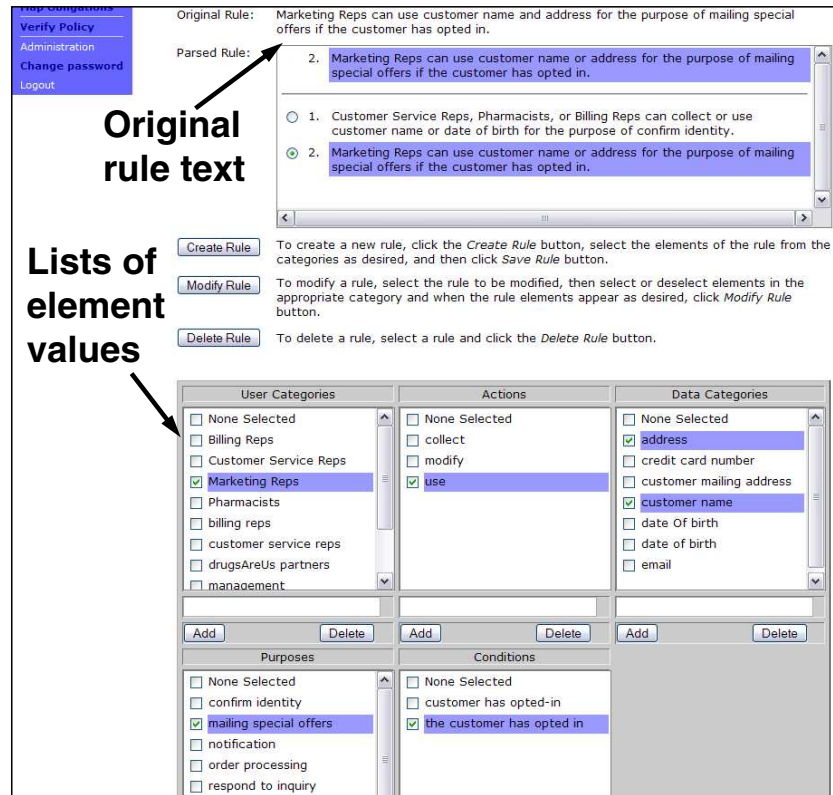 Map Obligations
Verify Policy
Administration
Change password
Logout
Original Rule:
Marketing Reps can use customer name and address for the purpose of mailing special
offers if the customer has opted in.
Parsed Rule:
2. Marketing Reps can use customer name or address for the purpose of mailing
special offers if the customer has opted in.
1. Customer Service Reps, Pharmacists, or Billing Reps can collect or use
customer name or date of birth for the purpose of confirm identity.
2. Marketing Reps can use customer name or address for the purpose of mailing
special offers if the customer has opted in.
Original
rule text
Create Rule
To create a new rule, click the Create Rule button, select the elements of the rule from the
categories as desired, and then click Save Rule button.
Modify Rule
To modify a rule, select the rule to be modified, then select or deselect elements in the
appropriate category and when the rule elements appear as desired, click Modify Rule
button.
Delete Rule
To delete a rule, select a rule and click the Delete Rule button.
Lists of
element
values
User Categories
None Selected
Billing Reps
Customer Service Reps
Marketing Reps
Pharmacists
billing reps
customer service reps
drugsAreUs partners
management
Add
Delete
Actions
None Selected
collect
modify
use
Add
Delete
Data Categories
None Selected
address
credit card number
customer mailing address
customer name
date Of birth
date of birth
email
Add
Delete
Purposes
None Selected
confirm identity
mailing special offers
notification
order processing
respond to inquiry
Conditions
None Selected
customer has opted-in
the customer has opted in